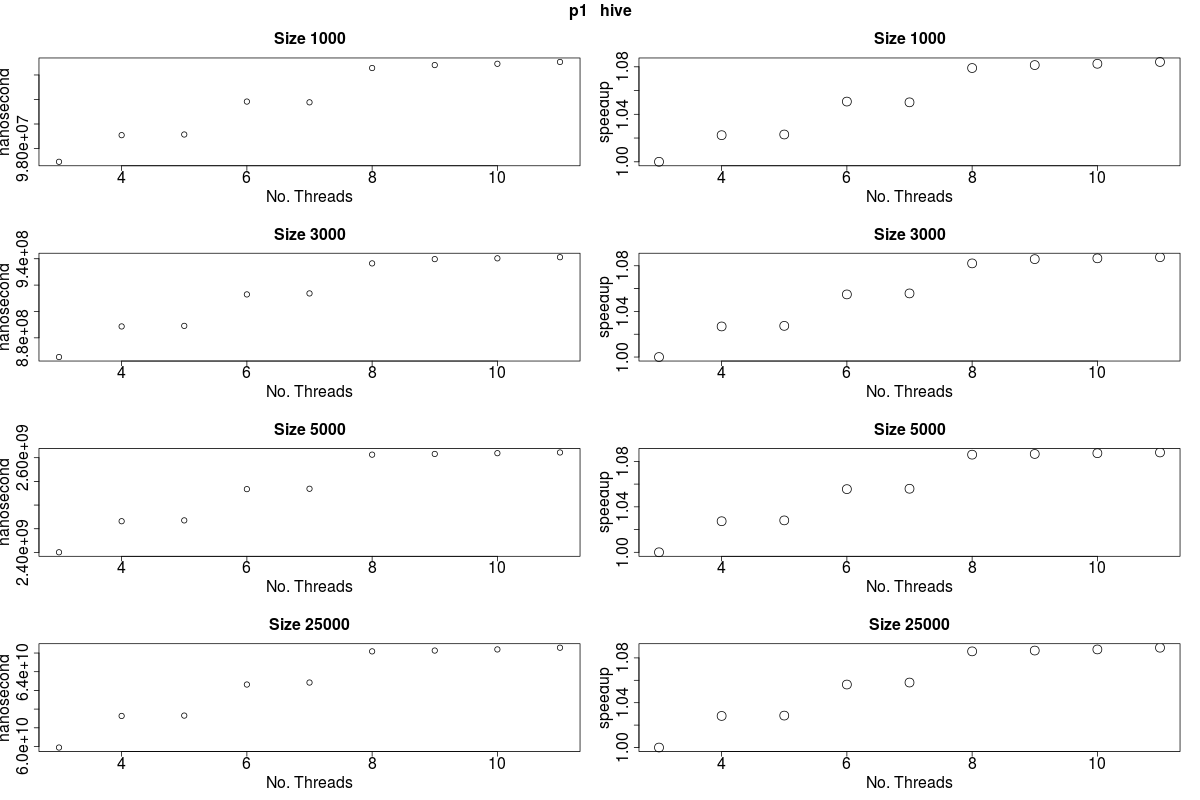 p1 hive
Size 1000
Size 1000
nanosecond
9.80e+07
4 6 8 10
No. Threads
speeaup
1.00 1.04 1.08
4 6 8 10
No. Threads
Size 3000
Size 3000
nanosecond
8.8e+08 9.4e+08
4 6 8 10
No. Threads
speeaup
1.00 1.04 1.08
4 6 8 10
No. Threads
Size 5000
Size 5000
nanosecond
2.40e+09 2.60e+09
4 6 8 10
No. Threads
speeaup
1.00 1.04 1.08
4 6 8 10
No. Threads
Size 25000
Size 25000
nanosecond
6.0e+10 6.4e+10
4 6 8 10
No. Threads
speeaup
1.00 1.04 1.08
4 6 8 10
No. Threads